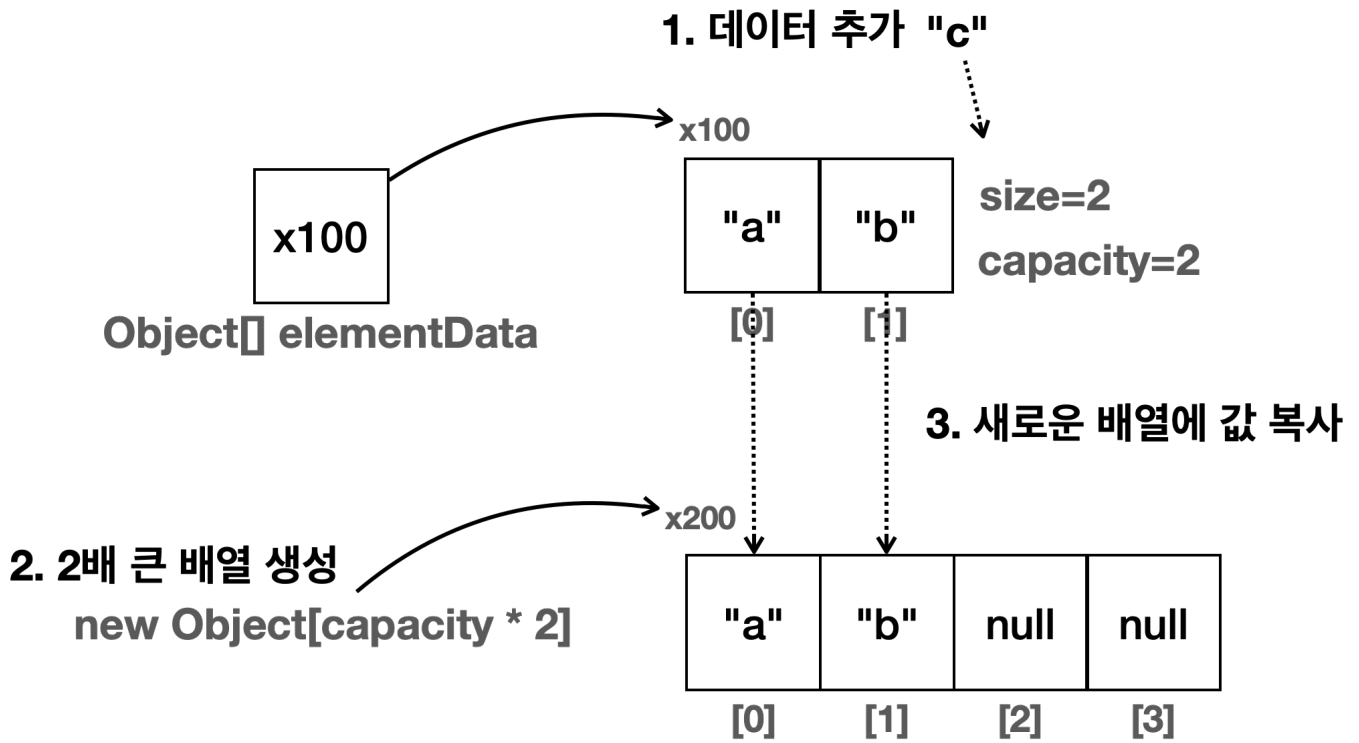 1. 데이터 추가 "c"
x100
x100
"a" "b"
size=2
capacity=2
Object[] elementData
[0] [1]
3. 새로운 배열에 값 복사
x200
2. 2배 큰 배열 생성
new Object[capacity * 2]
"a" "b" null null
[0] [1] [2] [3]